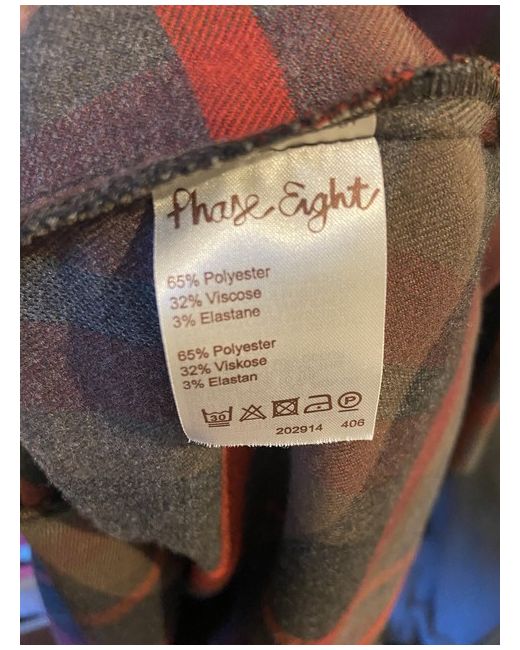 Phase Eight
65% Polyester
32% Viscose
3% Elastane
65% Polyester
32% Viskose
3% Elastan
30 P
202914 406